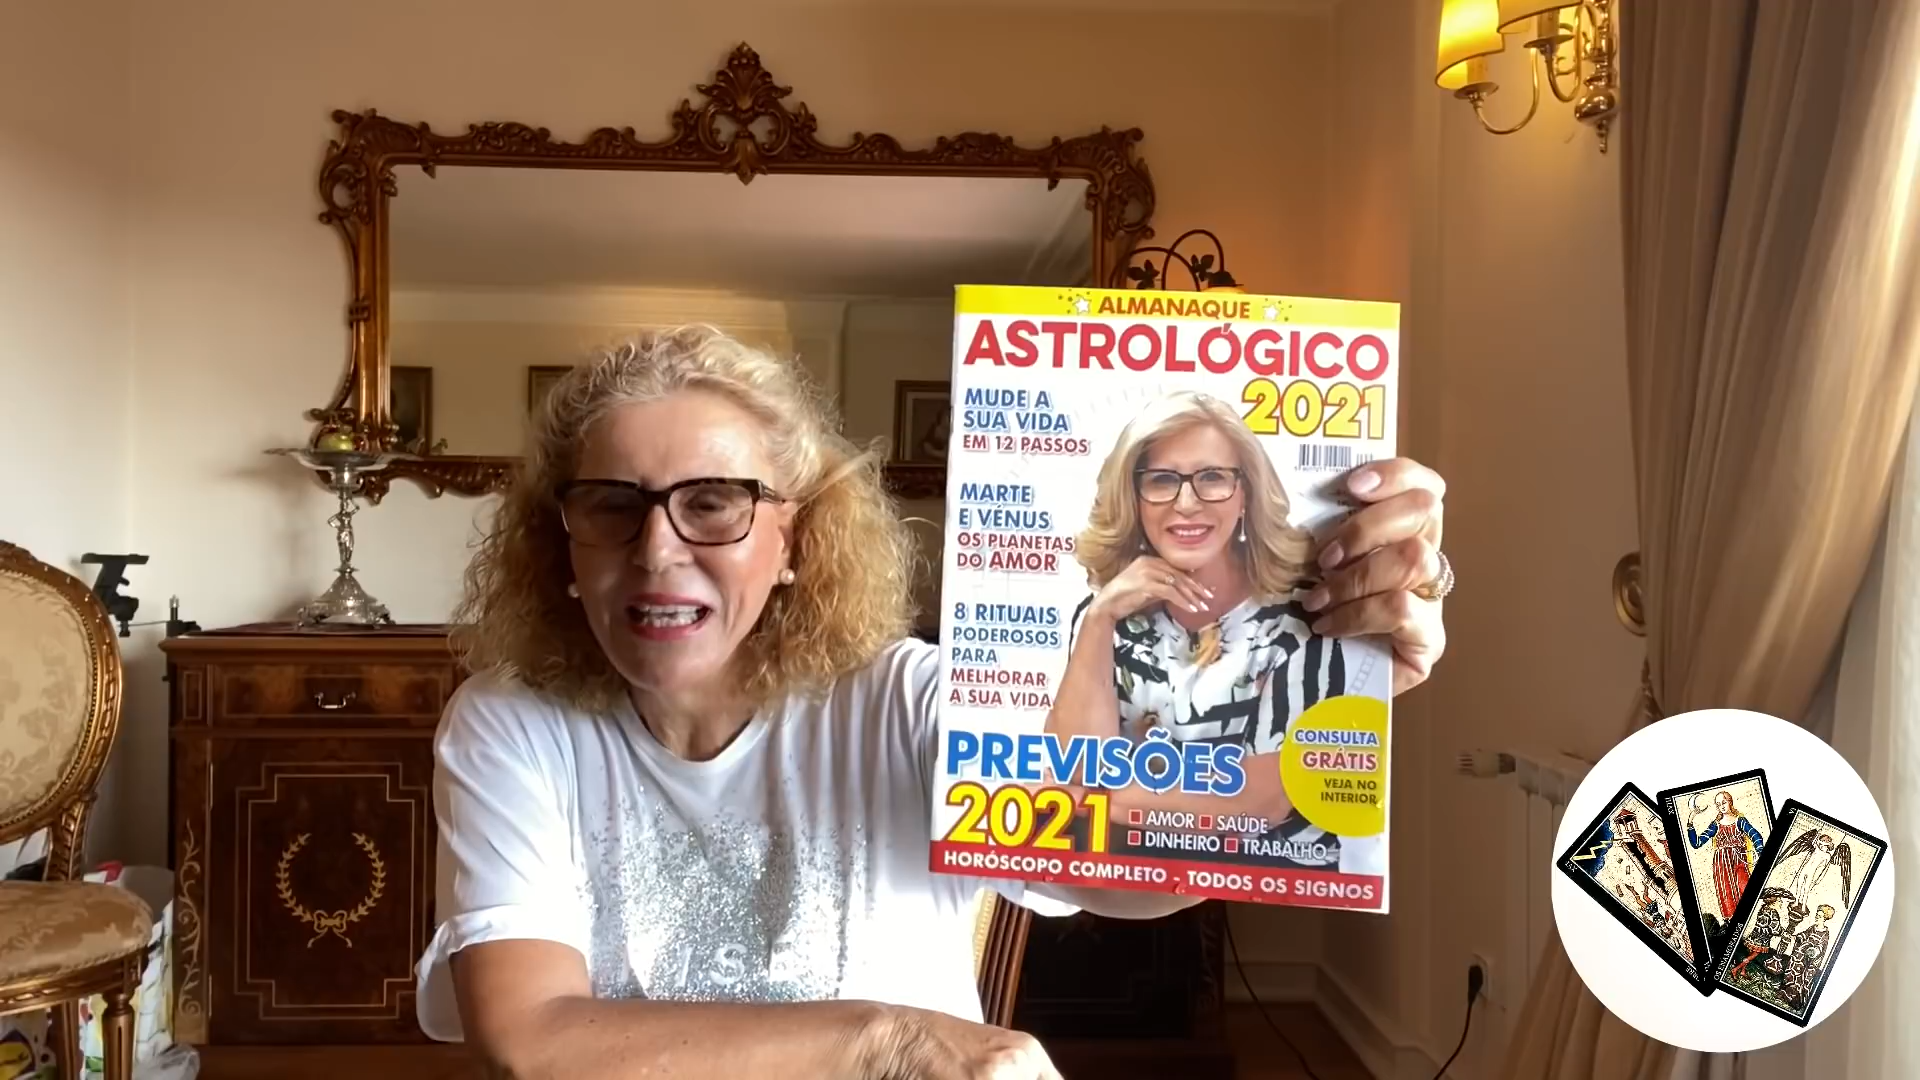 ALMANAQUE
ASTROLÓGICO
2021
MUDE A
SUA VIDA
EM 12 PASSOS
MARTE
E VÉNUS
OS PLANETAS
DO AMOR
8 RITUAIS
PODEROSOS
PARA
MELHORAR
A SUA VIDA
PREVISÕES
2021
AMOR SAÚDE
DINHEIRO TRABALHO
CONSULTA
GRÁTIS
VEJA NO
INTERIOR
HORÓSCOPO COMPLETO - TODOS OS SIGNOS
OS ENAMORADOS